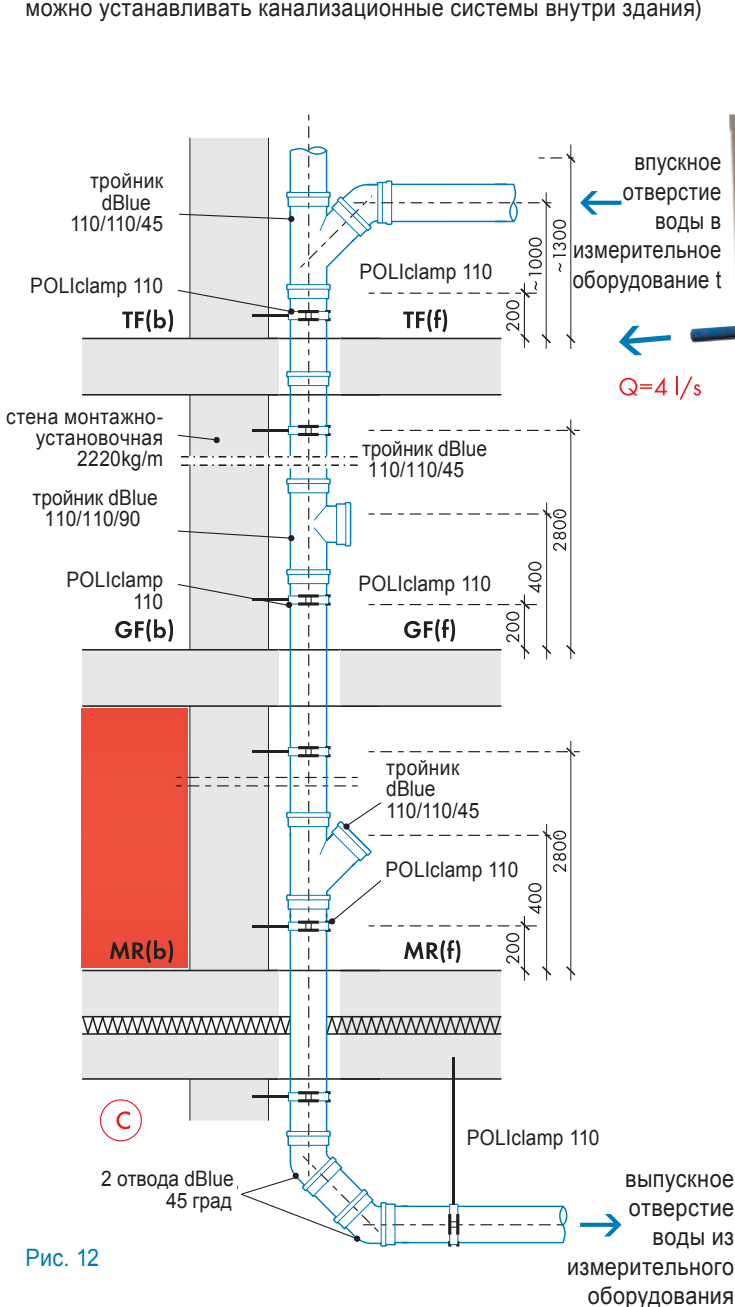 можно устанавливать канализационные системы внутри здания)
тройник
dBlue
110/110/45
впускное
отверстие
воды в
измерительное
оборудование t
POLIclamp 110
POLIclamp 110
~1000
~1300
200
TF(b)
TF(f)
Q=4 l/s
стена монтажно-
установочная
2220kg/m
тройник dBlue
110/110/45
тройник dBlue
110/110/90
2800
400
200
POLIclamp
110
POLIclamp 110
GF(b)
GF(f)
тройник
dBlue
110/110/45
POLIclamp 110
2800
400
200
MR(b)
MR(f)
C
POLIclamp 110
2 отвода dBlue
45 град
выпускное
отверстие
воды из
измерительного
оборудования
Рис. 12